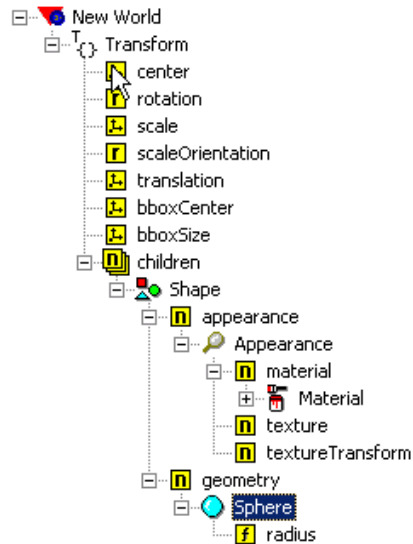 New World
T
{} Transform
center
r rotation
scale
r scaleOrientation
translation
bboxCenter
bboxSize
n children
Shape
n appearance
Appearance
n material
Material
n texture
n textureTransform
n geometry
Sphere
f radius